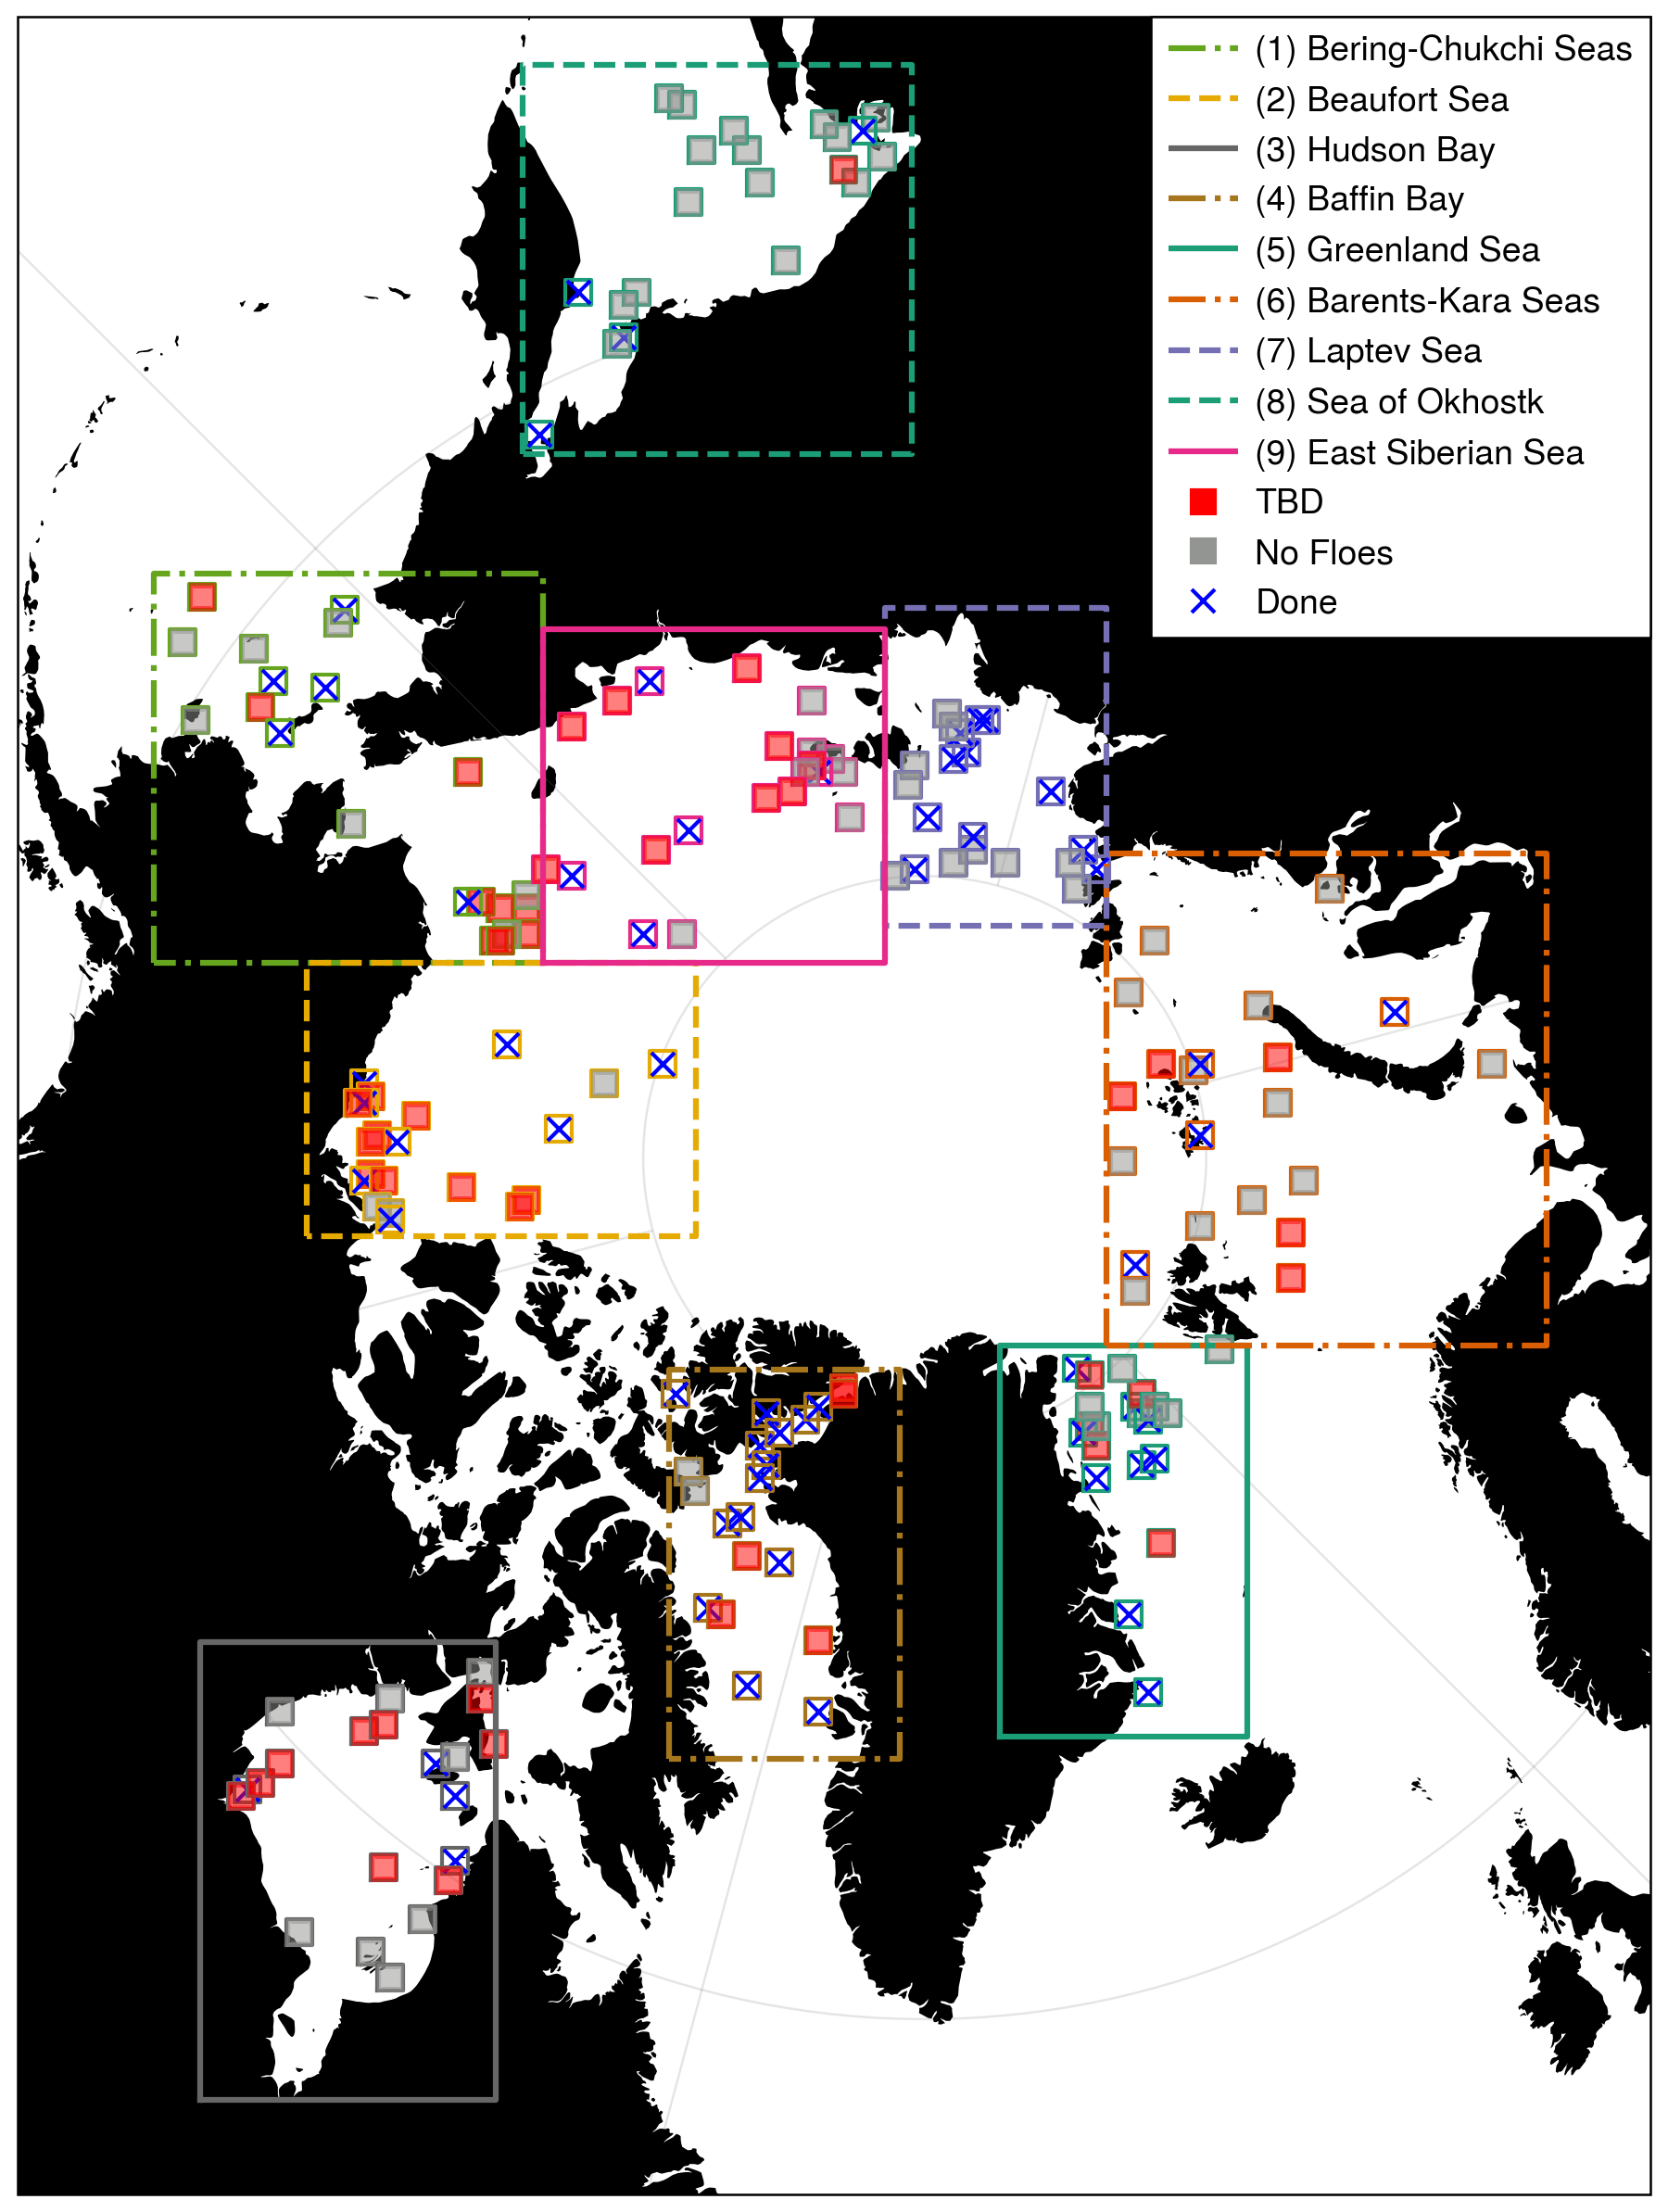 (1) Bering-Chukchi Seas
(2) Beaufort Sea
(3) Hudson Bay
(4) Baffin Bay
(5) Greenland Sea
(6) Barents-Kara Seas
(7) Laptev Sea
(8) Sea of Okhostk
(9) East Siberian Sea
TBD
No Floes
Done